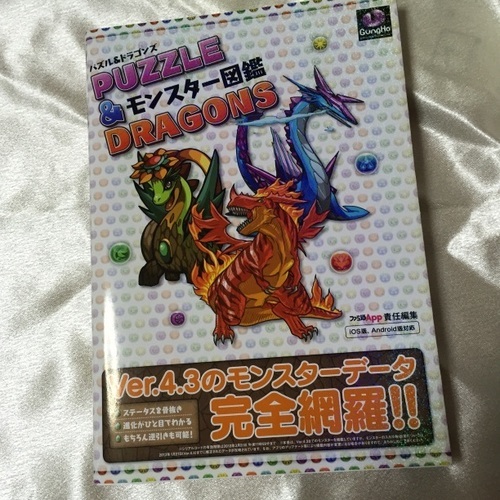 GungHo
パズル&ドラゴンズ
PUZZLE
& モンスター図鑑
DRAGONS
ファミ通App責任編集
iOS版、Android版対応
Ver.4.3のモンスターデータ
ステータスを骨抜き
進化がひと目でわかる
もちろん逆引きも可能!
完全網羅!!